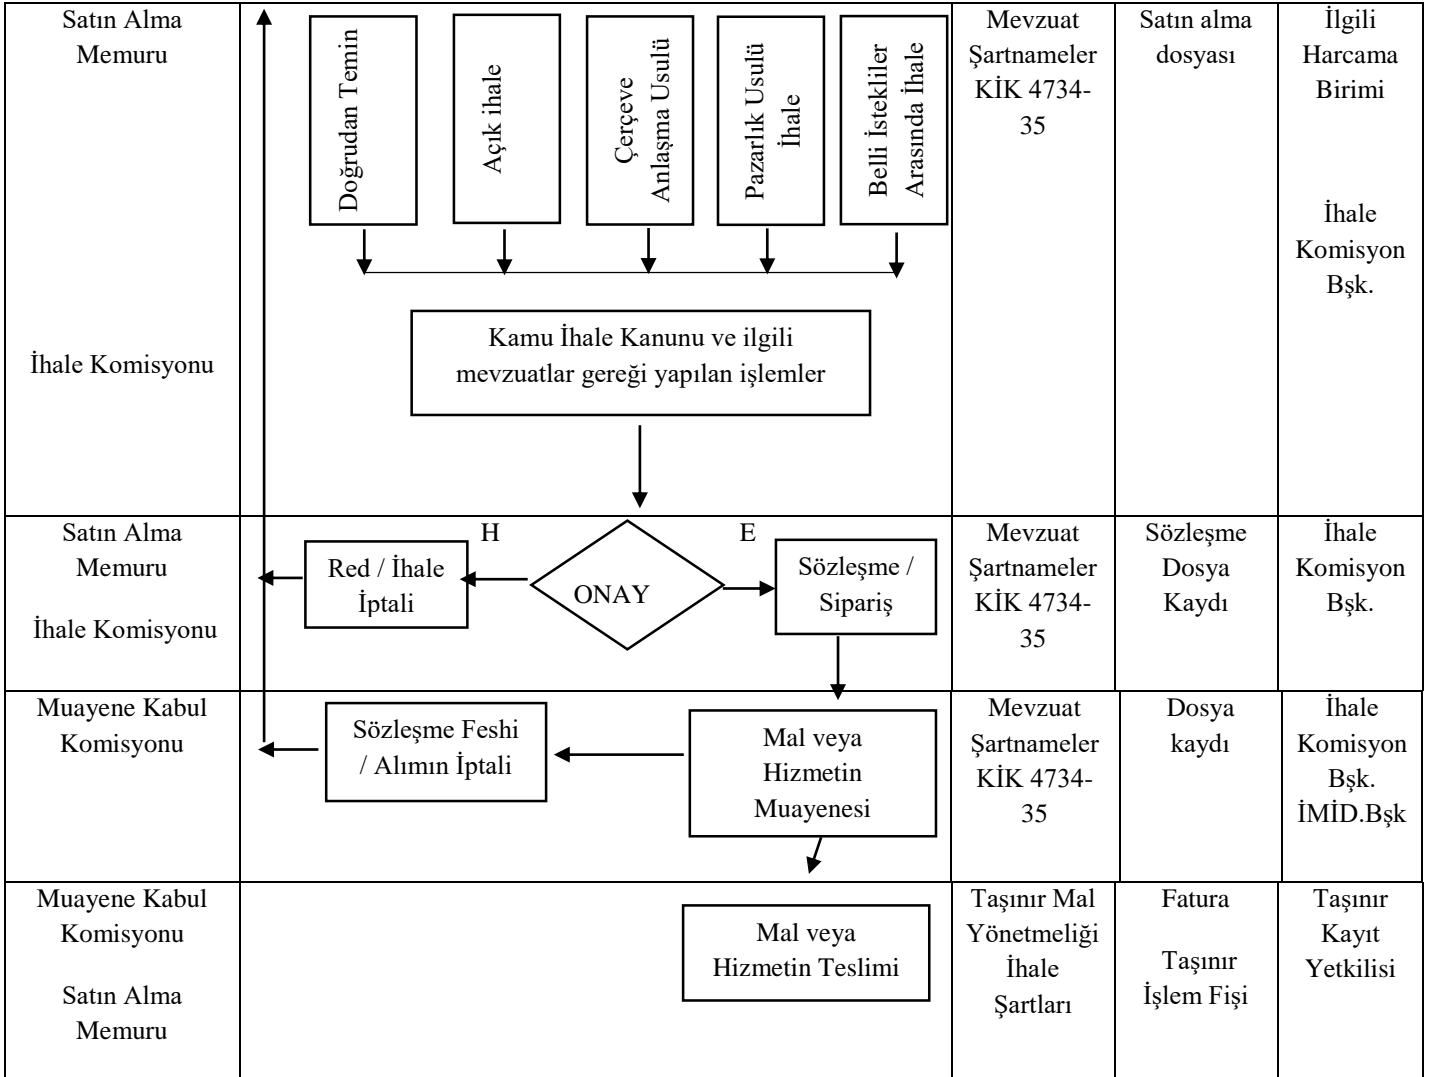 Satın Alma
Memuru
İhale Komisyonu
Doğrudan Temin
Açık ihale
Çerçeve
Anlaşma Usulü
Pazarlık Usulü
İhale
Belli İstekliler
Arasında İhale
Kamu İhale Kanunu ve ilgili
mevzuatlar gereği yapılan işlemler
Mevzuat
Şartnameler
KİK 4734-
35
Satın alma
dosyası
İlgili
Harcama
Birimi
İhale
Komisyon
Bşk.
Satın Alma
Memuru
İhale Komisyonu
Red / İhale
İptali
H
ONAY
E
Sözleşme /
Sipariş
Mevzuat
Şartnameler
KİK 4734-
35
Sözleşme
Dosya
Kaydı
İhale
Komisyon
Bşk.
Muayene Kabul
Komisyonu
Sözleşme Feshi
/ Alımın İptali
Mal veya
Hizmetin
Muayenesi
Mevzuat
Şartnameler
KİK 4734-
35
Dosya
kaydı
İhale
Komisyon
Bşk.
İMİD.Bşk
Muayene Kabul
Komisyonu
Satın Alma
Memuru
Mal veya
Hizmetin Teslimi
Taşınır Mal
Yönetmeliği
İhale
Şartları
Fatura
Taşınır
İşlem Fişi
Taşınır
Kayıt
Yetkilisi